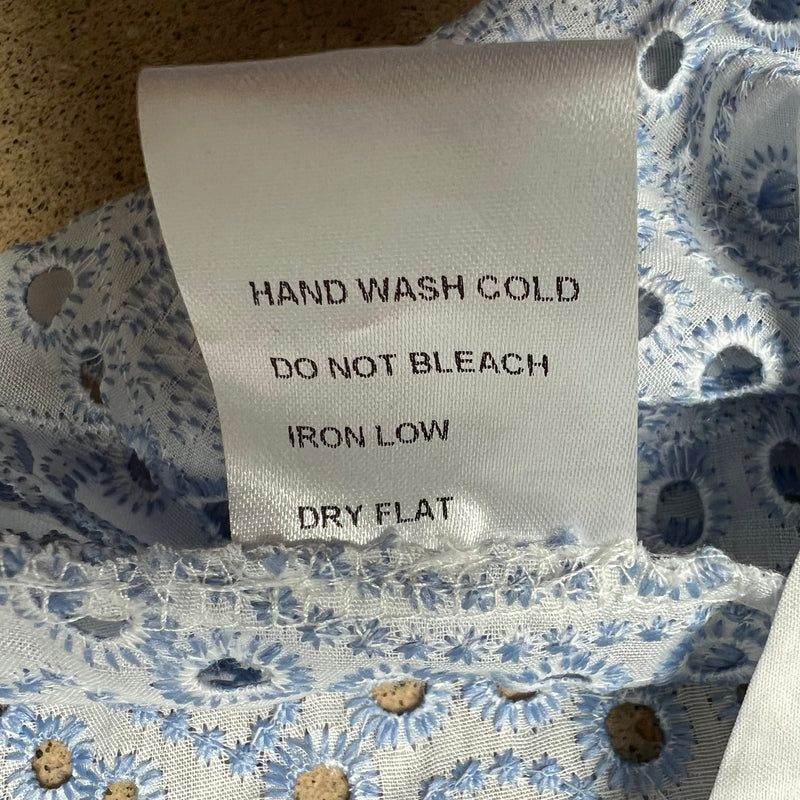 HAND WASH COLD
DO NOT BLEACH
IRON LOW
DRY FLAT